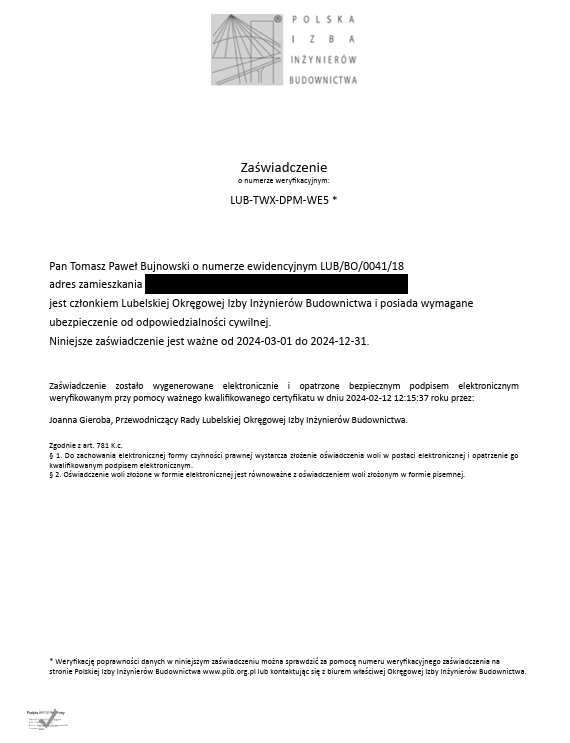 ®
POLSKA
IZBA
INŻYNIERÓW
BUDOWNICTWA
Zaświadczenie
o numerze weryfikacyjnym:
LUB-TWX-DPM-WE5 *
Pan Tomasz Paweł Bujnowski o numerze ewidencyjnym LUB/BO/0041/18
adres zamieszkania
jest członkiem Lubelskiej Okręgowej Izby Inżynierów Budownictwa i posiada wymagane
ubezpieczenie od odpowiedzialności cywilnej.
Niniejsze zaświadczenie jest ważne od 2024-03-01 do 2024-12-31.
Zaświadczenie zostało wygenerowane elektronicznie i opatrzone bezpiecznym podpisem elektronicznym
weryfikowanym przy pomocy ważnego kwalifikowanego certyfikatu w dniu 2024-02-12 12:15:37 roku przez:
Joanna Gieroba, Przewodniczący Rady Lubelskiej Okręgowej Izby Inżynierów Budownictwa.
Zgodnie z art. 781 K.c.
§ 1. Do zachowania elektronicznej formy czynności prawnej wystarcza złożenie oświadczenia woli w postaci elektronicznej i opatrzenie go
kwalifikowanym podpisem elektronicznym.
§ 2. Oświadczenie woli złożone w formie elektronicznej jest równoważne z oświadczeniem woli złożonym w formie pisemnej.
* Weryfikację poprawności danych w niniejszym zaświadczeniu można sprawdzić za pomocą numeru weryfikacyjnego zaświadczenia na
stronie Polskiej Izby Inżynierów Budownictwa www.piib.org.pl lub kontaktując się z biurem właściwej Okręgowej Izby Inżynierów Budownictwa.
Podpis